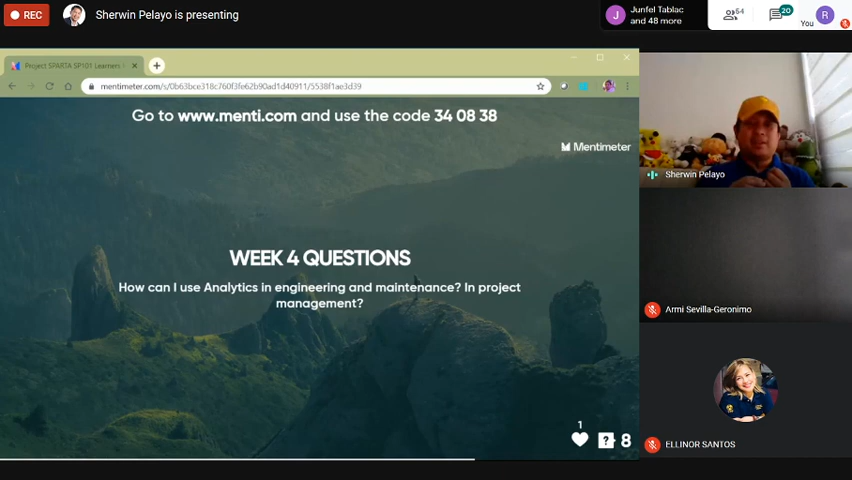 REC
Sherwin Pelayo is presenting
Junfel Tablac
and 48 more
J
54
20
You
R
Project SPARTA SP101 Learners
mentimeter.com/s/0b63bce318c760f3fe62b90ad1d40911/5538f1ae3d39
Go to www.menti.com and use the code 34 08 38
Mentimeter
Sherwin Pelayo
WEEK 4 QUESTIONS
How can I use Analytics in engineering and maintenance? In project
management?
Armi Sevilla-Geronimo
1
? 8
ELLINOR SANTOS